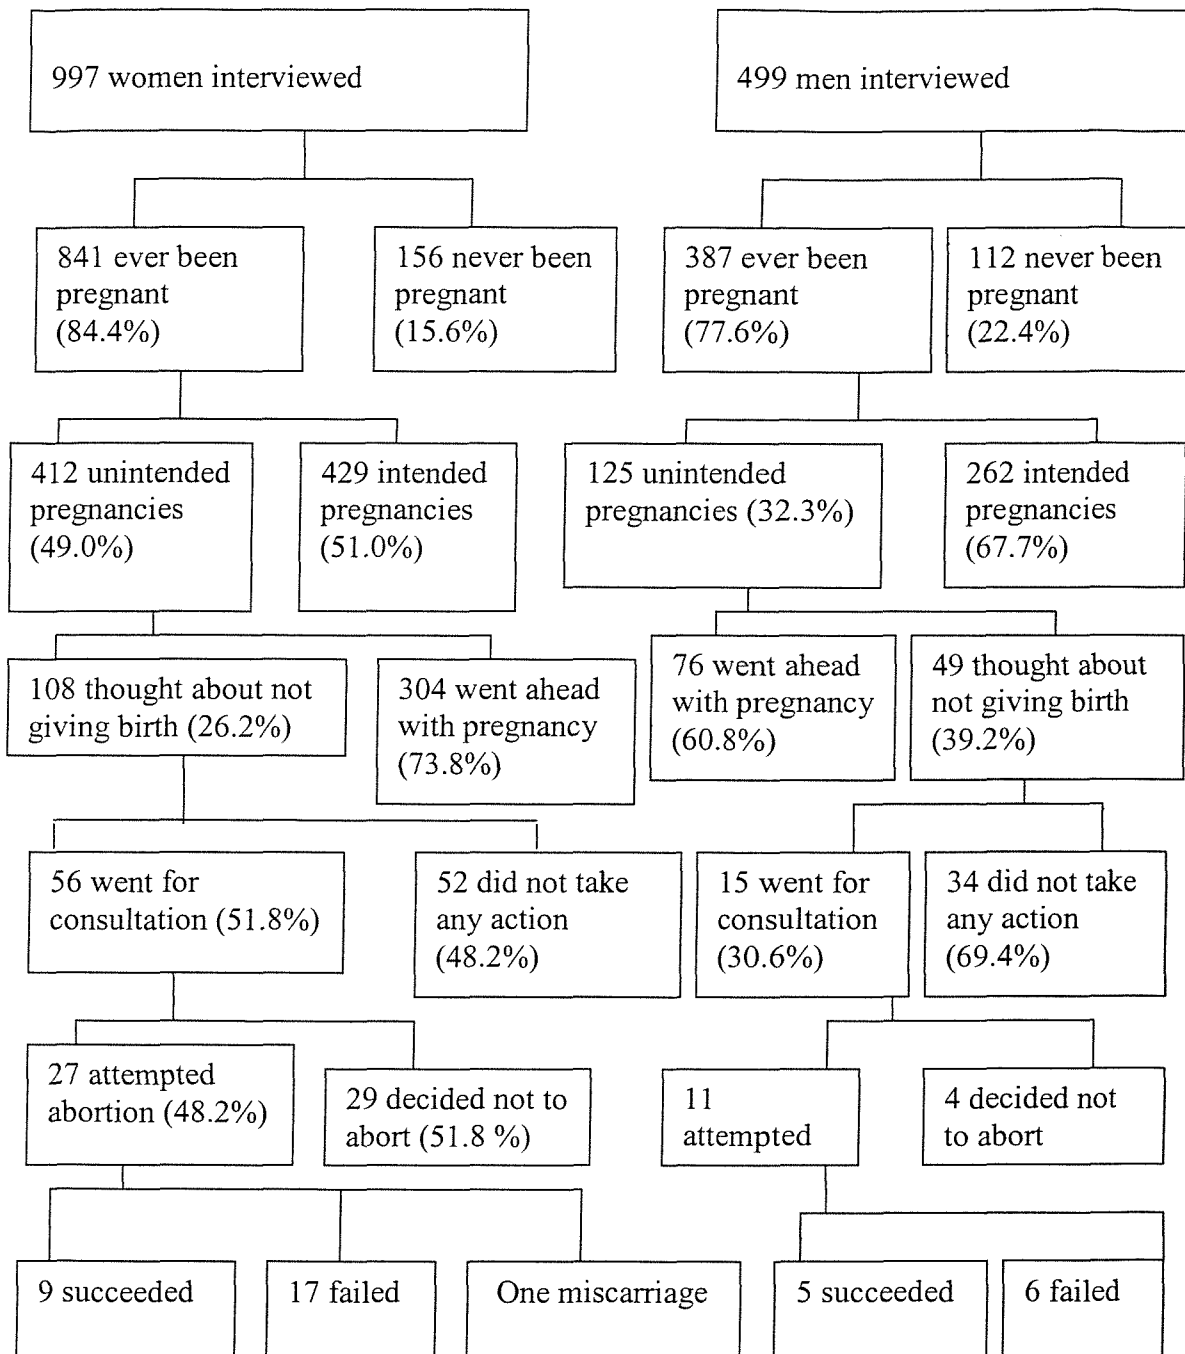 997 women interviewed
499 men interviewed
841 ever been
pregnant
(84.4%)
156 never been
pregnant
(15.6%)
387 ever been
pregnant
(77.6%)
112 never been
pregnant
(22.4%)
412 unintended
pregnancies
(49.0%)
429 intended
pregnancies
(51.0%)
125 unintended
pregnancies (32.3%)
262 intended
pregnancies
(67.7%)
108 thought about not
giving birth (26.2%)
304 went ahead
with pregnancy
(73.8%)
76 went ahead
with pregnancy
(60.8%)
49 thought about
not giving birth
(39.2%)
56 went for
consultation (51.8%)
52 did not take
any action
(48.2%)
15 went for
consultation
(30.6%)
34 did not take
any action
(69.4%)
27 attempted
abortion (48.2%)
29 decided not to
abort (51.8 %)
11
attempted
4 decided not
to abort
9 succeeded
17 failed
One miscarriage
5 succeeded
6 failed